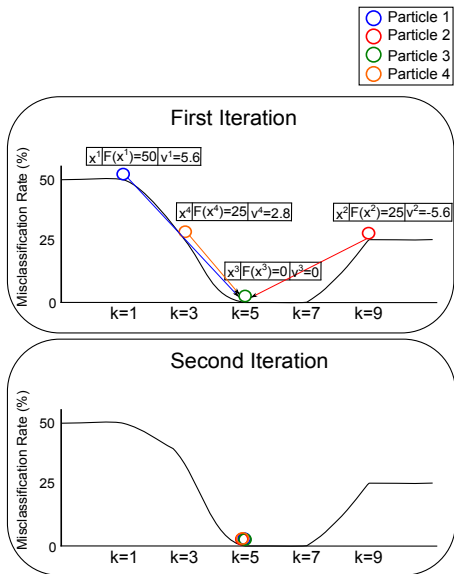 Particle 1
Particle 2
Particle 3
Particle 4
First Iteration
Misclassification Rate (%)
50
25
0
x¹ F(x¹)=50 v¹=5.6
x⁴ F(x⁴)=25 v⁴=2.8
x² F(x²)=25 v²=-5.6
x³ F(x³)=0 v³=0
k=1 k=3 k=5 k=7 k=9
Second Iteration
Misclassification Rate (%)
50
25
0
k=1 k=3 k=5 k=7 k=9